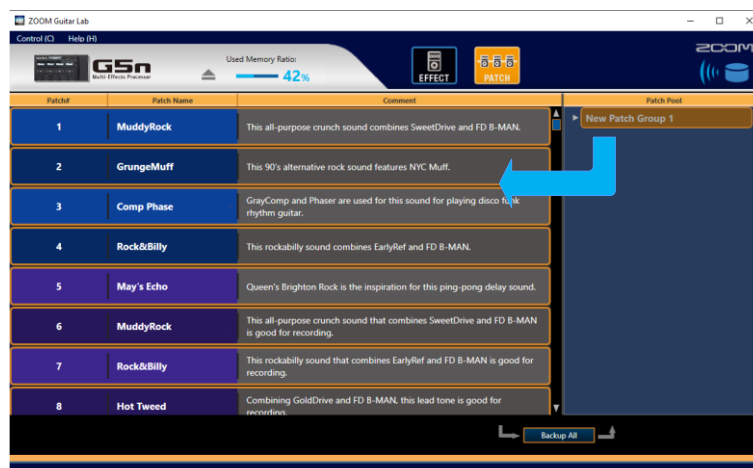 ZOOM Guitar Lab
Control (C) Help (H)
ZOOM
G5n
Multi-Effects Processor
Used Memory Ratio:
42%
EFFECT
PATCH
Patch# Patch Name Comment Patch Pool
New Patch Group 1
1 MuddyRock This all-purpose crunch sound combines SweetDrive and FD B-MAN.
2 GrungeMuff This 90's alternative rock sound features NYC Muff.
3 Comp Phase GrayComp and Phaser are used for this sound for playing disco funk
rhythm guitar.
4 Rock&Billy This rockabilly sound combines EarlyRef and FD B-MAN.
5 May's Echo Queen's Brighton Rock is the inspiration for this ping-pong delay sound.
6 MuddyRock This all-purpose crunch sound that combines SweetDrive and FD B-MAN
is good for recording.
7 Rock&Billy This rockabilly sound that combines EarlyRef and FD B-MAN is good for
recording.
8 Hot Tweed Combining GoldDrive and FD B-MAN, this lead tone is good for
recording.
Backup All